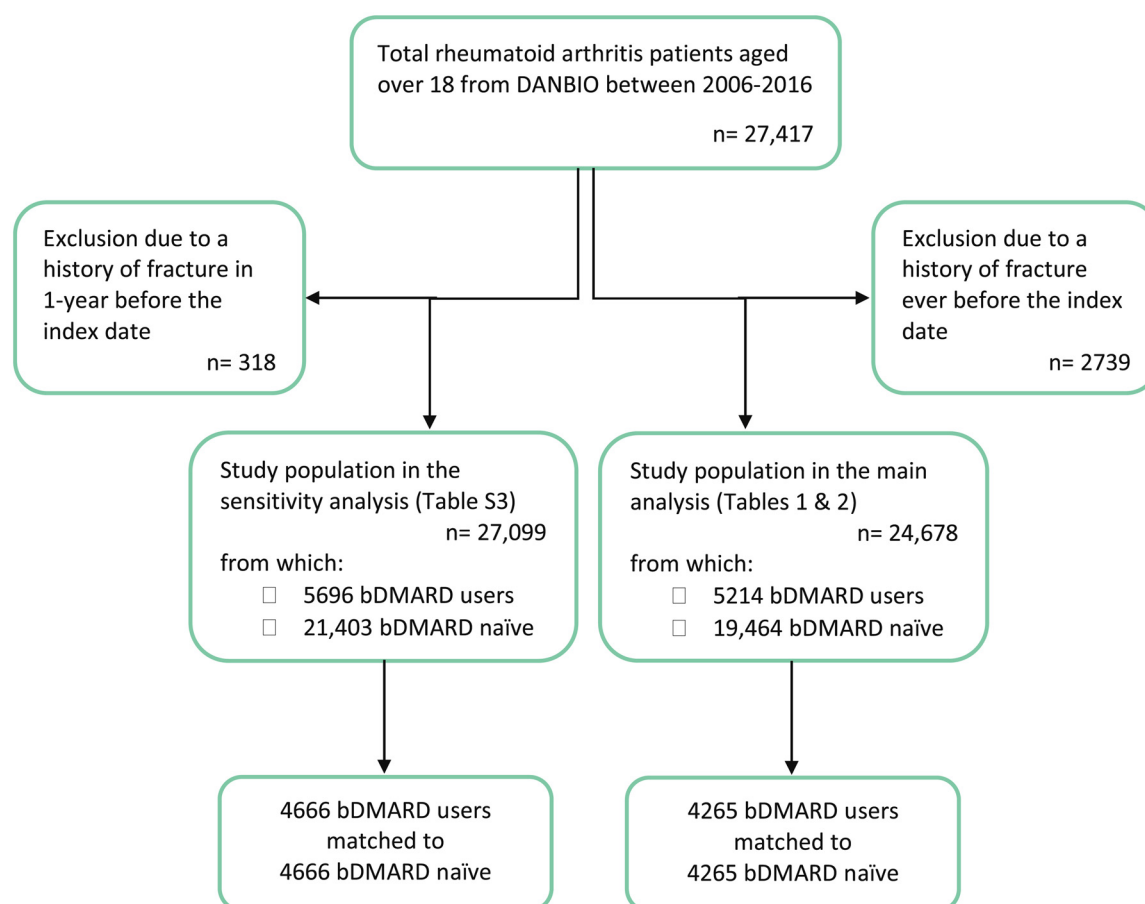 Total rheumatoid arthritis patients aged
over 18 from DANBIO between 2006-2016
n= 27,417
Exclusion due to a
history of fracture in
1-year before the
index date
n= 318
Exclusion due to a
history of fracture
ever before the index
date
n= 2739
Study population in the
sensitivity analysis (Table S3)
n= 27,099
from which:
□ 5696 bDMARD users
□ 21,403 bDMARD naïve
Study population in the main
analysis (Tables 1 & 2)
n= 24,678
from which:
□ 5214 bDMARD users
□ 19,464 bDMARD naïve
4666 bDMARD users
matched to
4666 bDMARD naïve
4265 bDMARD users
matched to
4265 bDMARD naïve